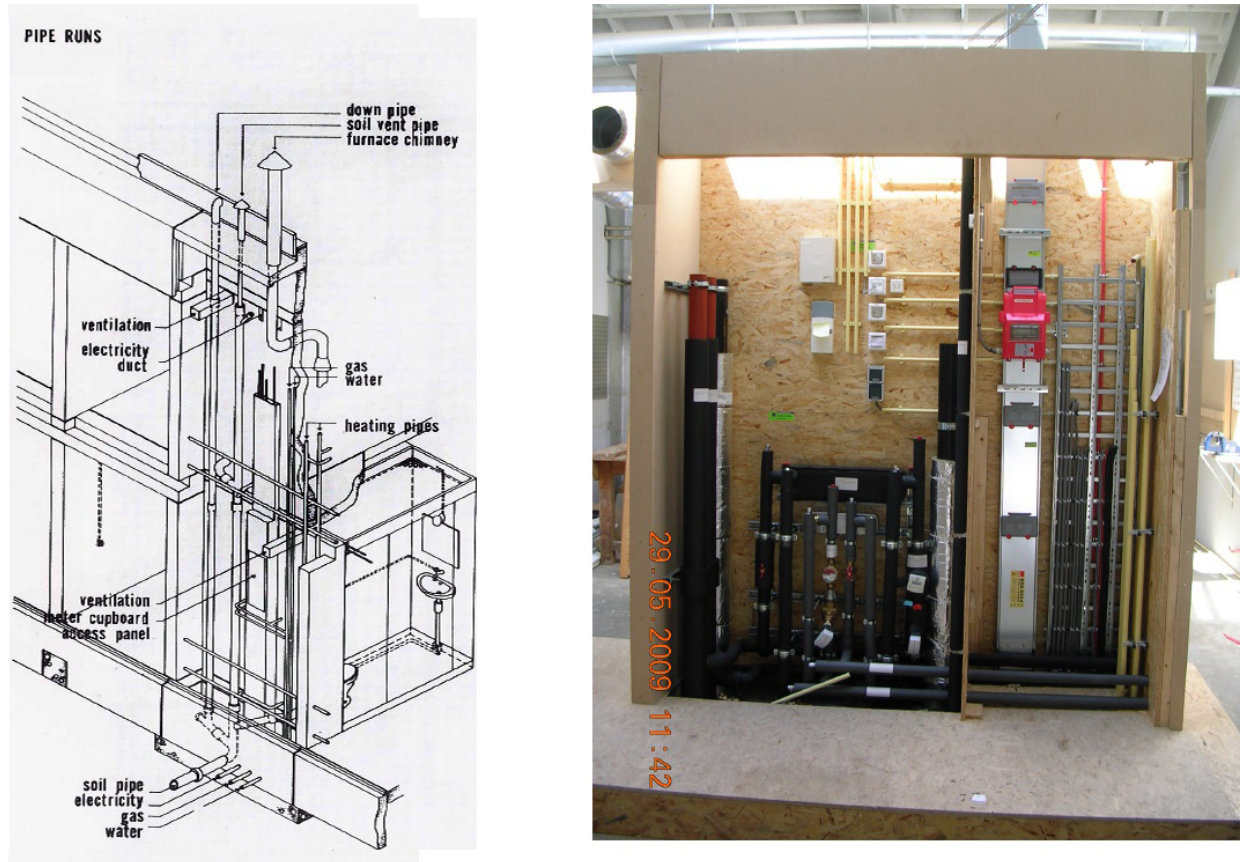 PIPE RUNS
down pipe
soil vent pipe
furnace chimney
ventilation
electricity
duct
gas
water
heating pipes
ventilation
meter cupboard
access panel
soil pipe
electricity
gas
water
29.05.2009 11:42